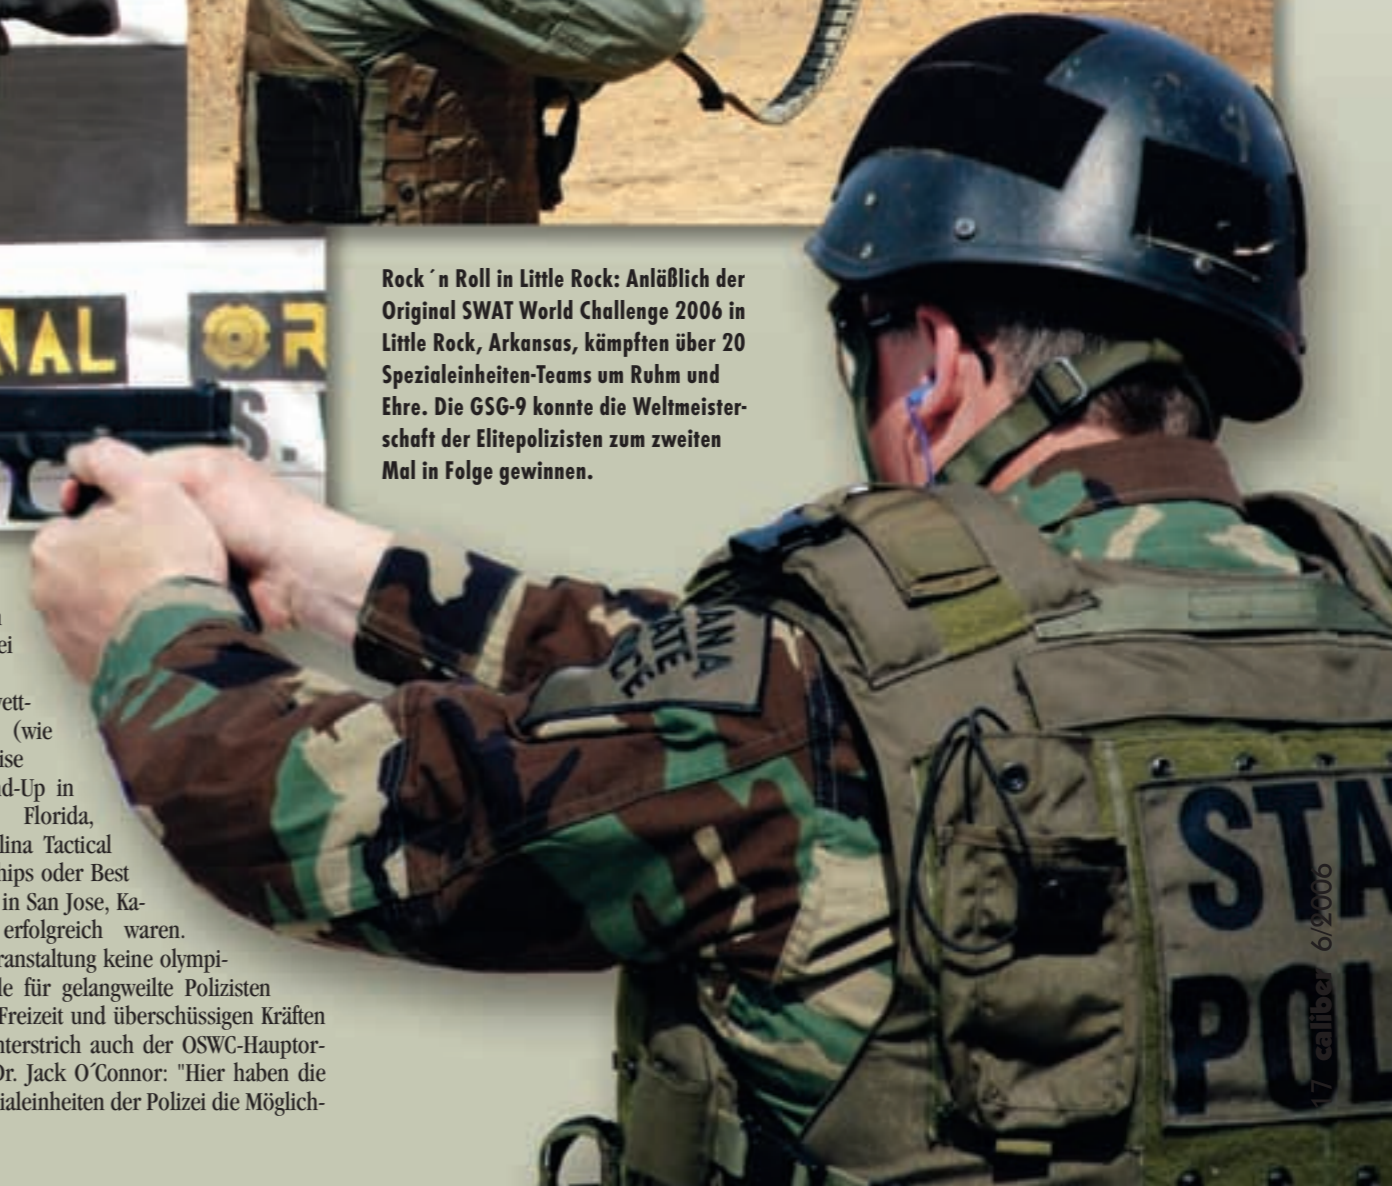 NAL
OR
S.
Rock ´n Roll in Little Rock: Anläßlich der
Original SWAT World Challenge 2006 in
Little Rock, Arkansas, kämpften über 20
Spezialeinheiten-Teams um Ruhm und
Ehre. Die GSG-9 konnte die Weltmeister-
schaft der Elitepolizisten zum zweiten
Mal in Folge gewinnen.
ANA
ATE
ICE
STA
POL
ei
ett-
(wie
ise
d-Up in
Florida,
lina Tactical
hips oder Best
in San Jose, Ka-
erfolgreich waren.
ranstaltung keine olympi-
le für gelangweilte Polizisten
Freizeit und überschüssigen Kräften
nterstrich auch der OSWC-Hauptor-
Dr. Jack O´Connor: "Hier haben die
ialeinheiten der Polizei die Möglich-
17 caliber 6/2006